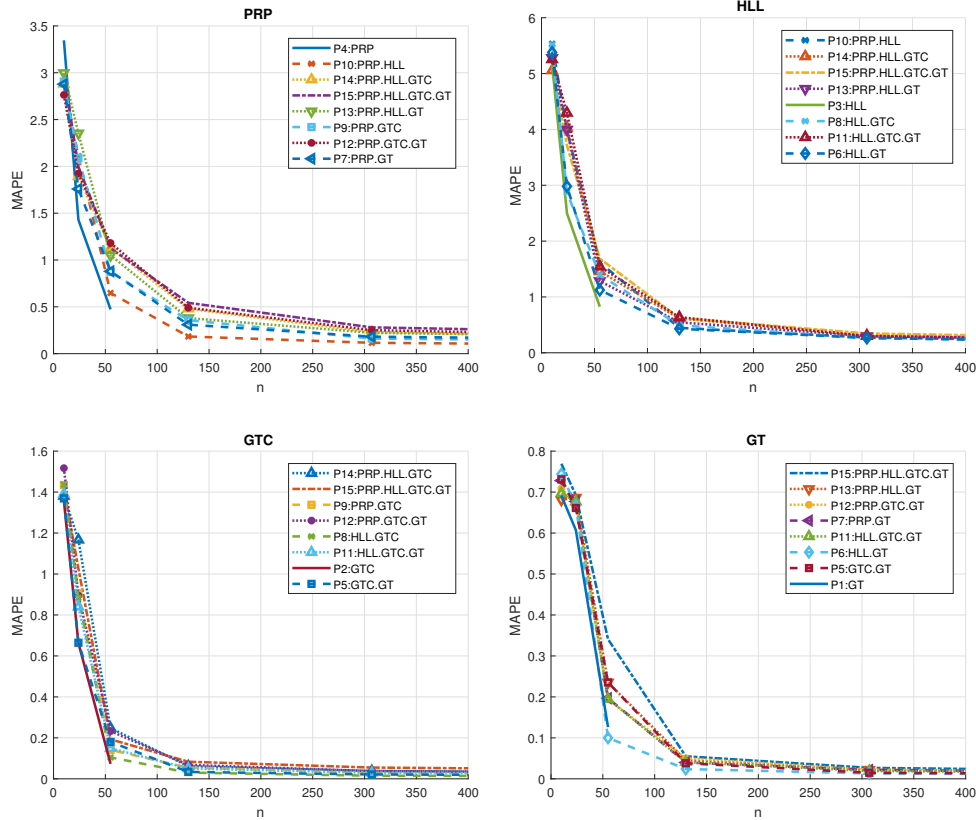 PRP
3.5
3
2.5
2
1.5
1
0.5
0
MAPE
0 50 100 150 200 250 300 350 400
n
P4:PRP
P10:PRP.HLL
P14:PRP.HLL.GTC
P15:PRP.HLL.GTC.GT
P13:PRP.HLL.GT
P9:PRP.GTC
P12:PRP.GTC.GT
P7:PRP.GT
HLL
6
5
4
3
2
1
0
MAPE
0 50 100 150 200 250 300 350 400
n
P10:PRP.HLL
P14:PRP.HLL.GTC
P15:PRP.HLL.GTC.GT
P13:PRP.HLL.GT
P3:HLL
P8:HLL.GTC
P11:HLL.GTC.GT
P6:HLL.GT
GTC
1.6
1.4
1.2
1
0.8
0.6
0.4
0.2
0
MAPE
0 50 100 150 200 250 300 350 400
n
P14:PRP.HLL.GTC
P15:PRP.HLL.GTC.GT
P9:PRP.GTC
P12:PRP.GTC.GT
P8:HLL.GTC
P11:HLL.GTC.GT
P2:GTC
P5:GTC.GT
GT
0.8
0.7
0.6
0.5
0.4
0.3
0.2
0.1
0
MAPE
0 50 100 150 200 250 300 350 400
n
P15:PRP.HLL.GTC.GT
P13:PRP.HLL.GT
P12:PRP.GTC.GT
P7:PRP.GT
P11:HLL.GTC.GT
P6:HLL.GT
P5:GTC.GT
P1:GT